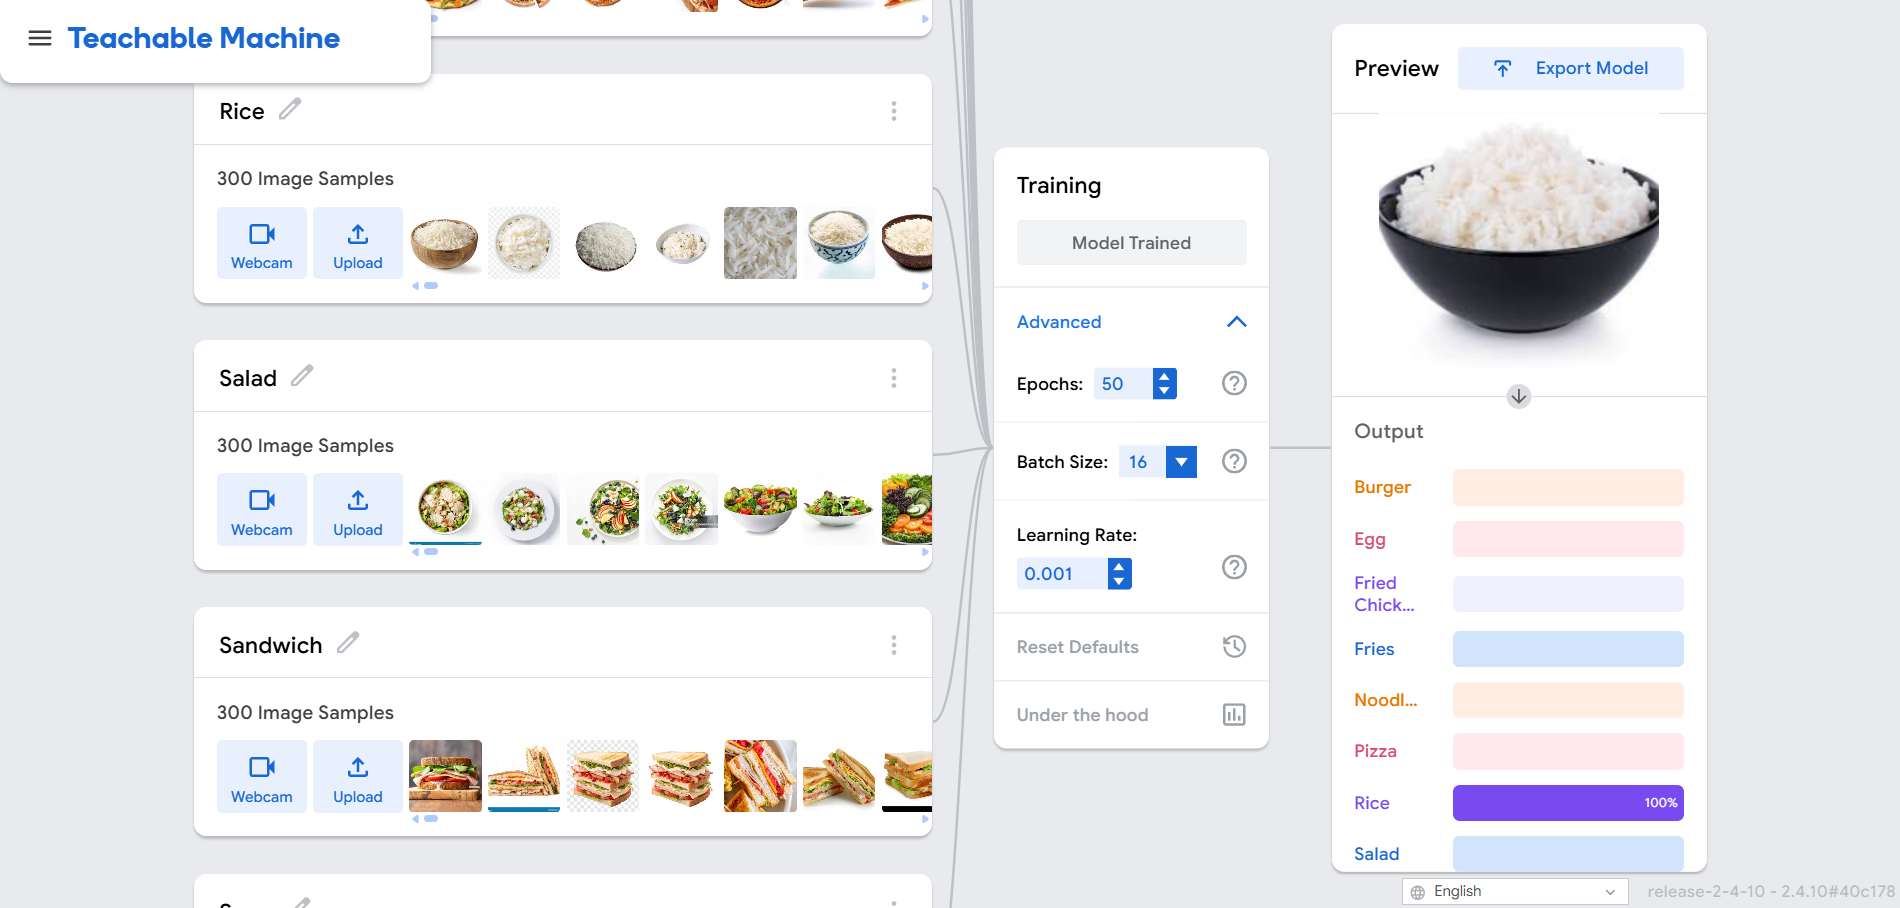 Teachable Machine
Rice
300 Image Samples
Webcam
Upload
Salad
300 Image Samples
Webcam
Upload
Sandwich
300 Image Samples
Webcam
Upload
Training
Model Trained
Advanced
Epochs: 50
Batch Size: 16
Learning Rate:
0.001
Reset Defaults
Under the hood
Preview
Export Model
Output
Burger
Egg
Fried
Chick...
Fries
Noodl...
Pizza
Rice 100%
Salad
English
release-2-4-10 - 2.4.10#40c178